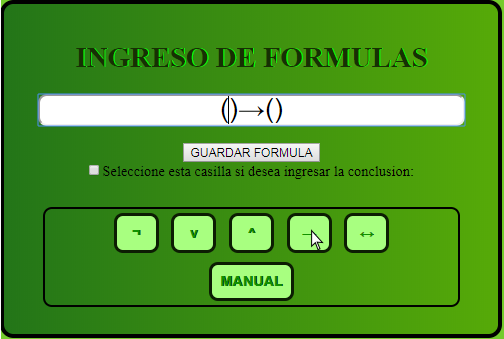 INGRESO DE FORMULAS
()→()
GUARDAR FORMULA
Seleccione esta casilla si desea ingresar la conclusion:
¬ v ^ → ↔
MANUAL